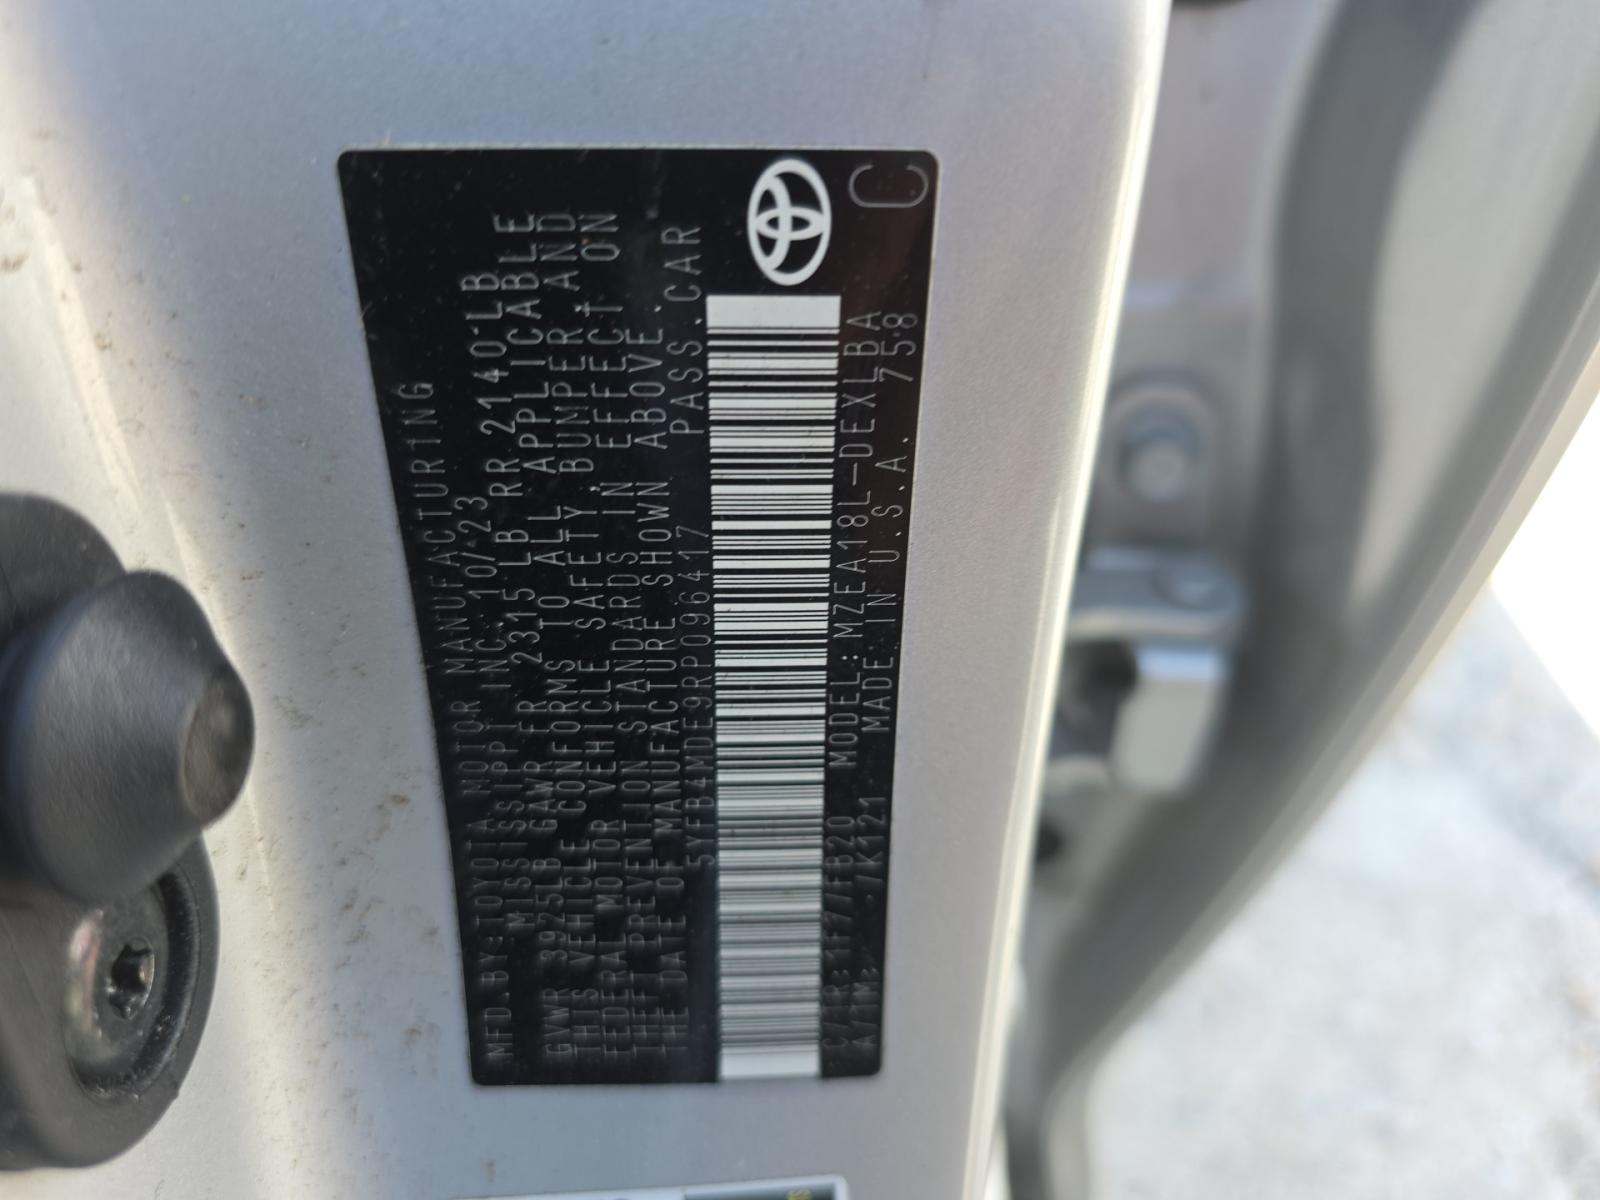 MFD.BY:TOYOTA MOTOR MANUFACTURING
MISSISSIPPI INC. 10/23
GVWR 3925LB GAWR FR 2315 LB RR 2140 LB
THIS VEHICLE CONFORMS TO ALL APPLICABLE
FEDERAL MOTOR VEHICLE SAFETY BUMPER AND
THEFT PREVENTION STANDARDS IN EFFECT ON
THE DATE OF MANUFACTURE SHOWN ABOVE.
5YFB4MDE9RP096417 PASS.CAR
C/TR:1F7/FB20 MODEL:MZEA18L-DEXLBA
A/TM: -/K121 MADE IN U.S.A. 758
C